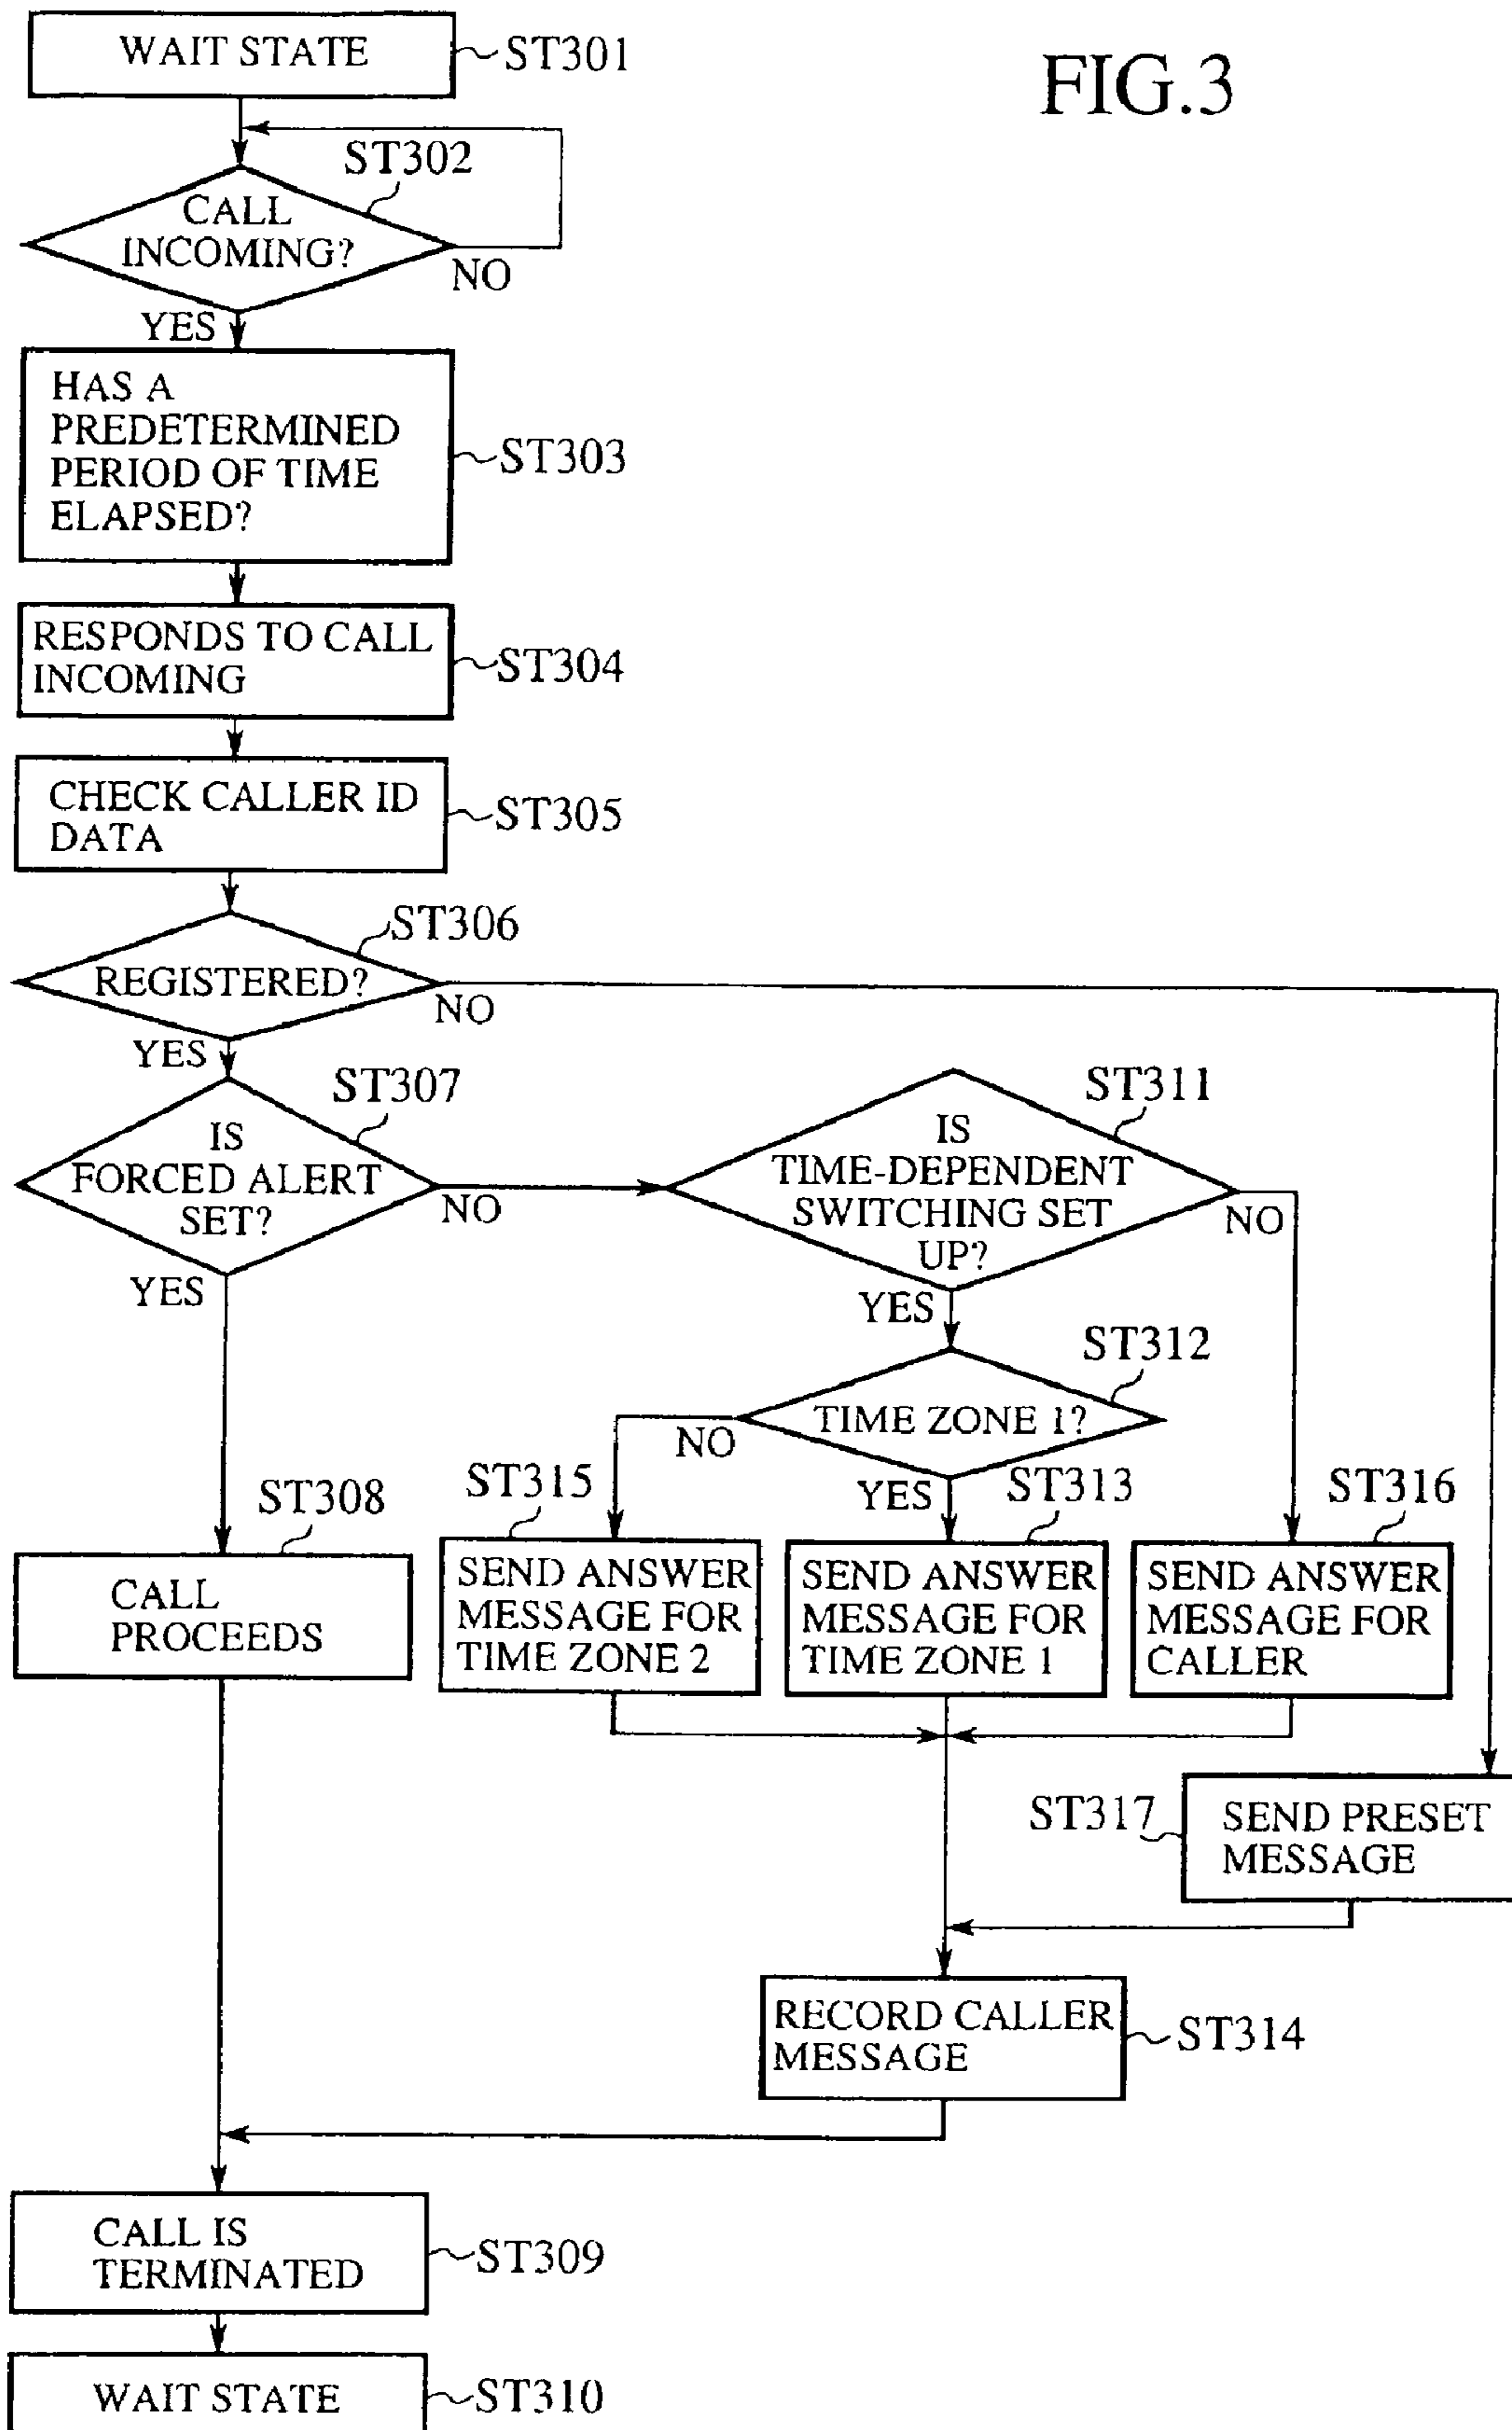 FIG.3
WAIT STATE
ST301
ST302
CALL
INCOMING?
NO
YES
HAS A
PREDETERMINED
PERIOD OF TIME
ELAPSED?
ST303
RESPONDS TO CALL
INCOMING
ST304
CHECK CALLER ID
DATA
ST305
ST306
REGISTERED?
NO
YES
ST307
IS
FORCED ALERT
SET?
NO
YES
ST311
IS
TIME-DEPENDENT
SWITCHING SET
UP?
NO
YES
ST312
TIME ZONE 1?
NO
YES
ST308
CALL
PROCEEDS
ST315
SEND ANSWER
MESSAGE FOR
TIME ZONE 2
ST313
SEND ANSWER
MESSAGE FOR
TIME ZONE 1
ST316
SEND ANSWER
MESSAGE FOR
CALLER
ST317
SEND PRESET
MESSAGE
RECORD CALLER
MESSAGE
ST314
CALL IS
TERMINATED
ST309
WAIT STATE
ST310